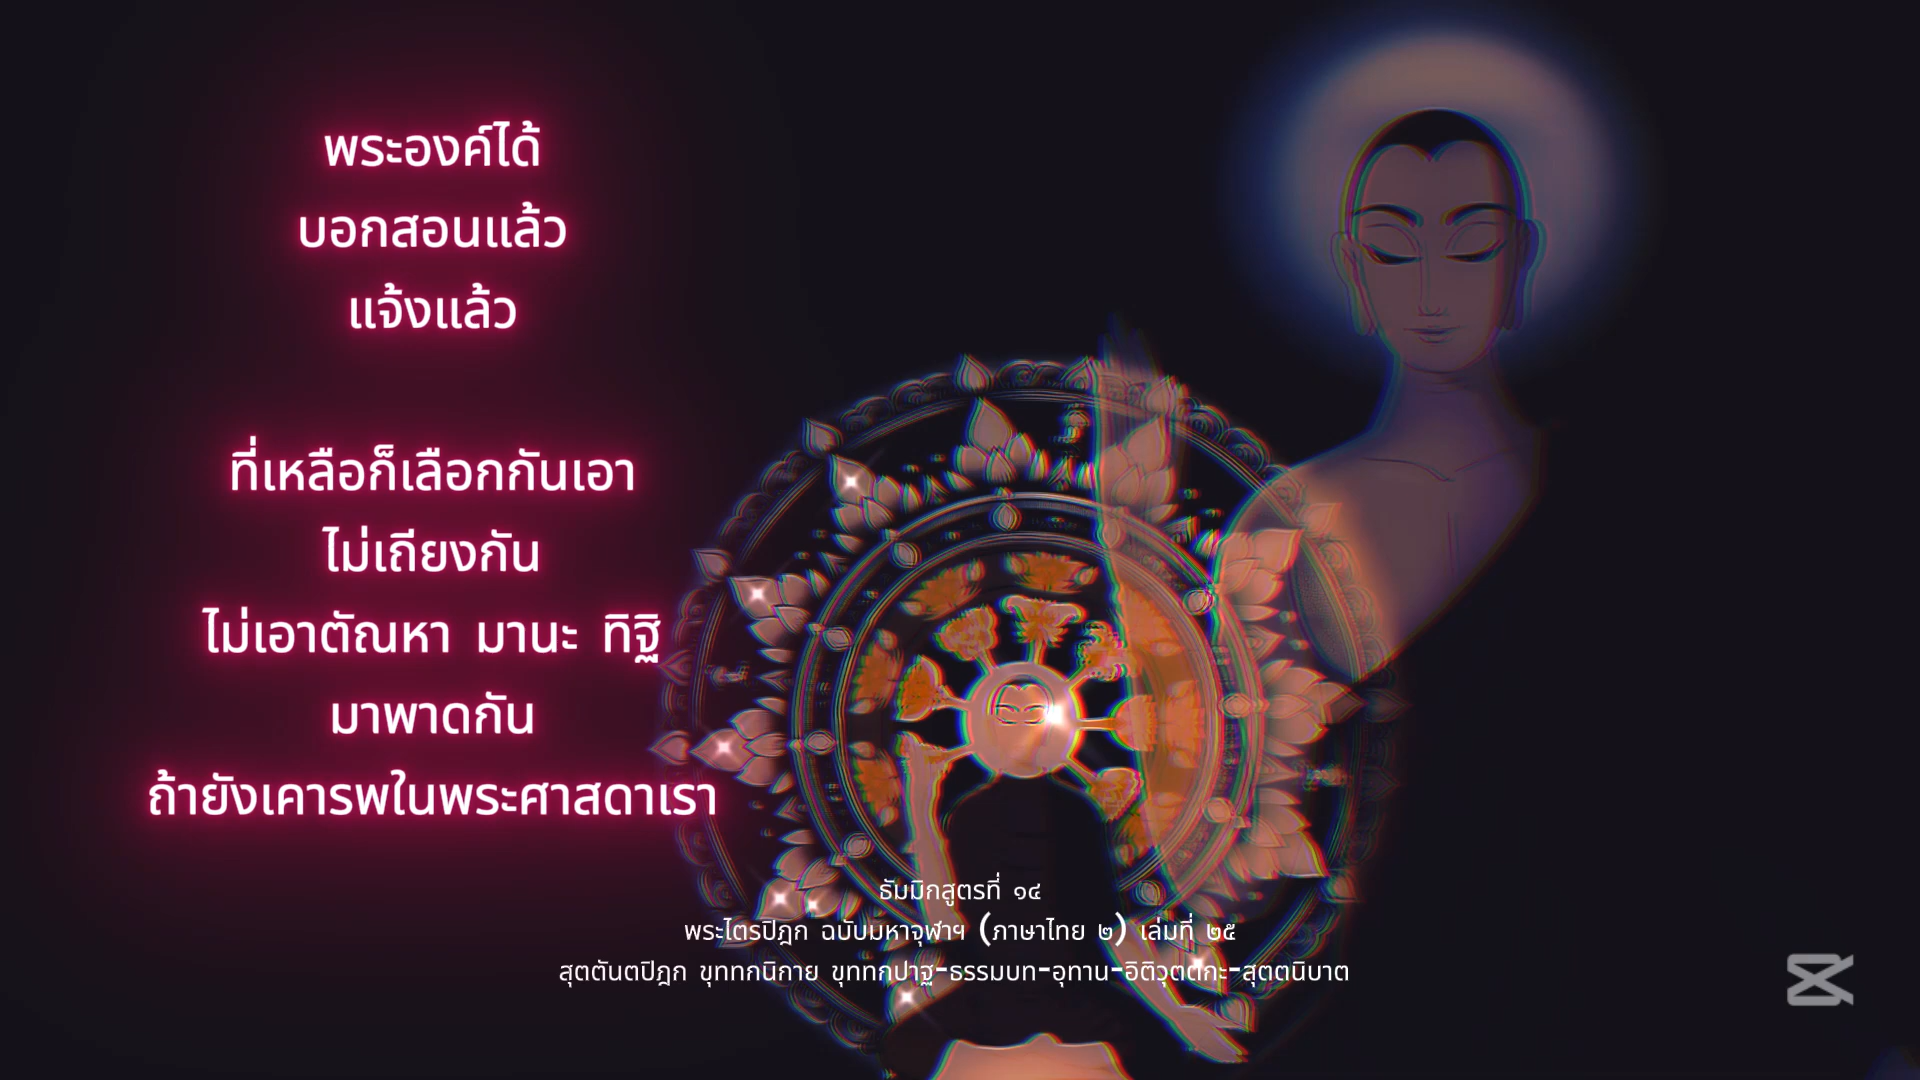 พระองค์ได้
บอกสอนแล้ว
แจ้งแล้ว
ที่เหลือก็เลือกกันเอา
ไม่เถียงกัน
ไม่เอาตัณหา มานะ ทิฐิ
มาพาดกัน
ถ้ายังเคารพในพระศาสดาเรา
ธัมมิกสูตรที่ ๑๔
พระไตรปิฎก ฉบับมหาจุฬาฯ (ภาษาไทย ๒) เล่มที่ ๒๕
สุตตันตปิฎก ขุททกนิกาย ขุททกปาฐ-ธรรมบท-อุทาน-อิติวุตตกะ-สุตตนิบาต